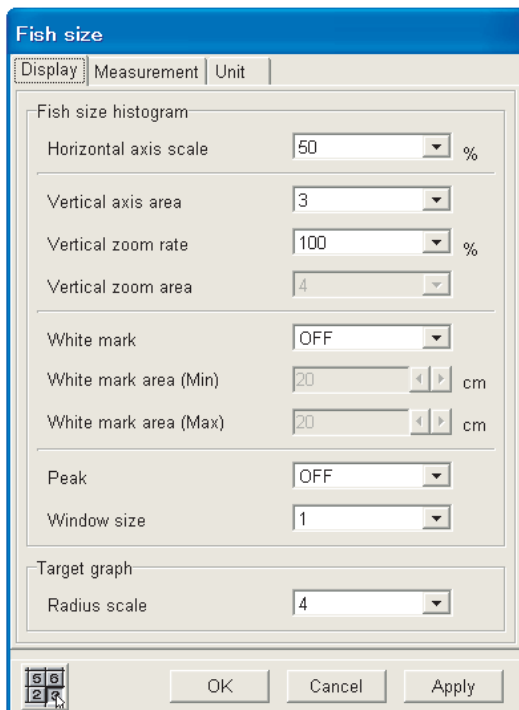 Fish size
Display Measurement Unit
Fish size histogram
Horizontal axis scale 50 %
Vertical axis area 3
Vertical zoom rate 100 %
Vertical zoom area 4
White mark OFF
White mark area (Min) 20 cm
White mark area (Max) 20 cm
Peak OFF
Window size 1
Target graph
Radius scale 4
5 6
2 3
OK Cancel Apply